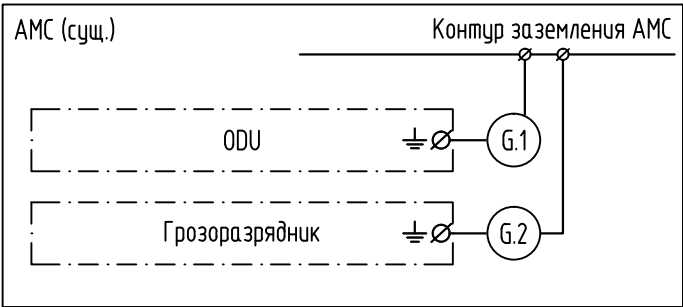 АМС (сущ.)
Контур заземления АМС
ODU
G.1
Грозоразрядник
G.2